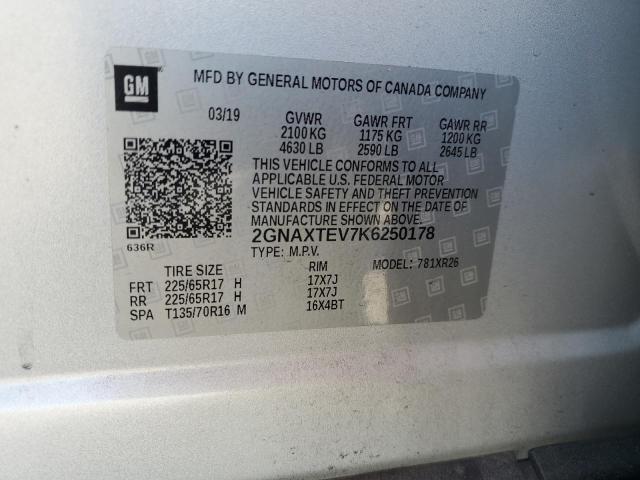 GM
MFD BY GENERAL MOTORS OF CANADA COMPANY
03/19 GVWR GAWR FRT GAWR RR
2100 KG 1175 KG 1200 KG
4630 LB 2590 LB 2645 LB
THIS VEHICLE CONFORMS TO ALL
APPLICABLE U.S. FEDERAL MOTOR
VEHICLE SAFETY AND THEFT PREVENTION
STANDARDS IN EFFECT ON THE DATE OF
MANUFACTURE SHOWN ABOVE.
2GNAXTEV7K6250178
636R
TYPE: M.P.V. MODEL: 781XR26
TIRE SIZE RIM
FRT 225/65R17 H 17X7J
RR 225/65R17 H 17X7J
SPA T135/70R16 M 16X4BT